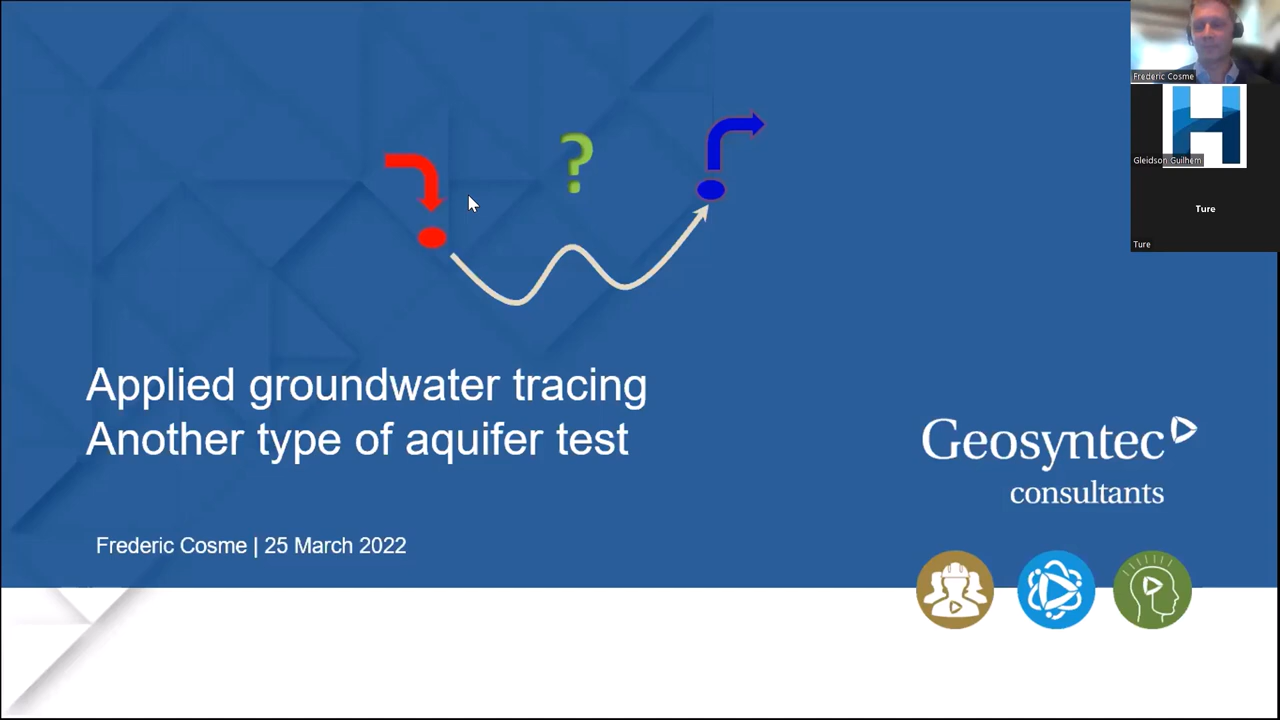 Frederic Cosme
Gleidson Guilhem
Ture
Ture
?
Applied groundwater tracing
Another type of aquifer test
Geosyntec
consultants
Frederic Cosme | 25 March 2022